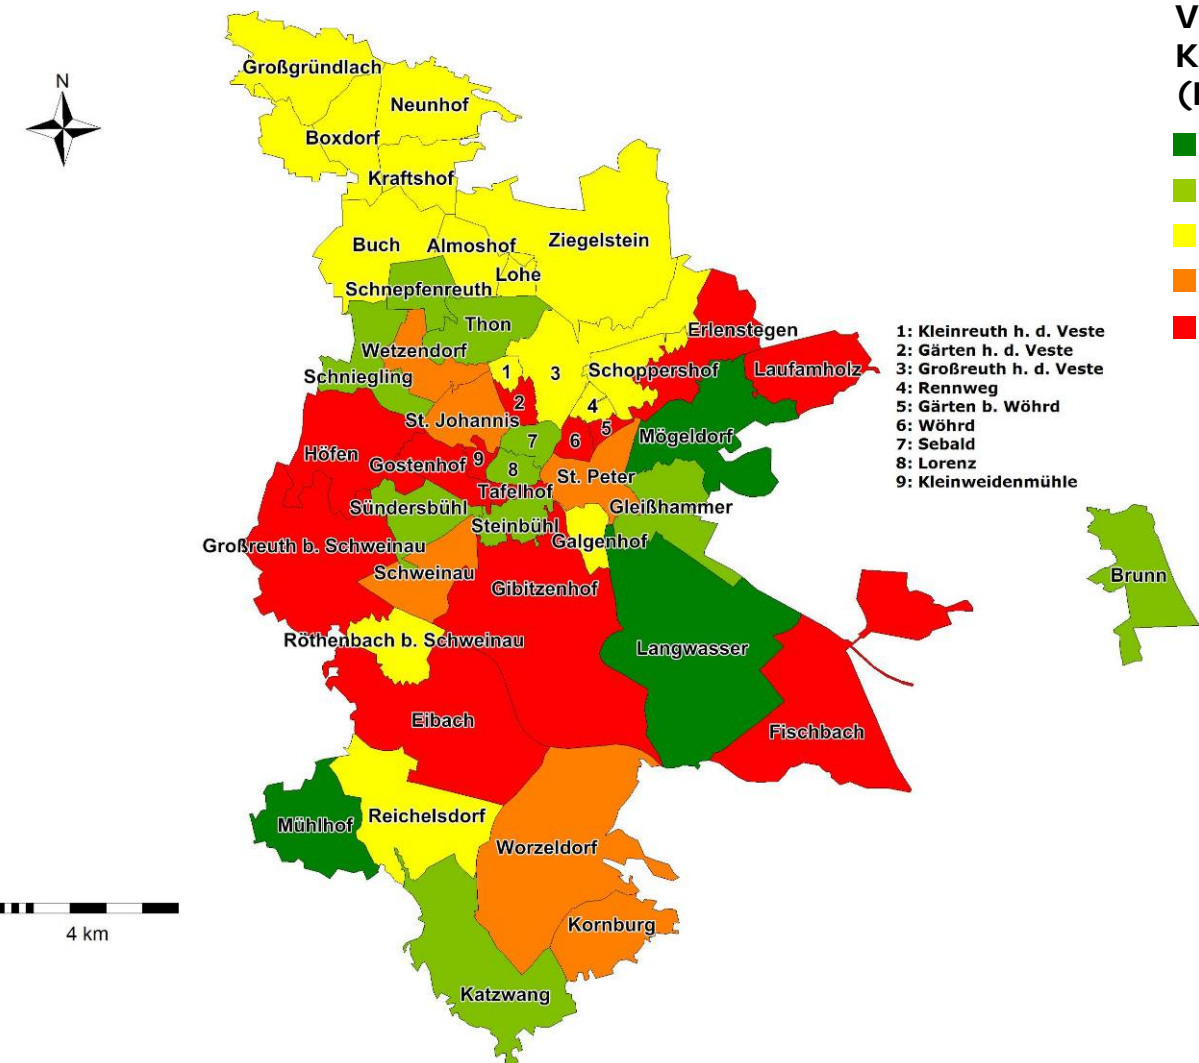 V
K
(
N
Großgründlach
Neunhof
Boxdorf
Kraftshof
Buch
Almoshof
Ziegelstein
Lohe
Schnepfenreuth
Thon
Erlenstegen
Wetzendorf
Schniegling
1
3
Schoppershof
Laufamholz
2
4
St. Johannis
5
Mögeldorf
7
6
Höfen
Gostenhof
9
8
St. Peter
Tafelhof
Sündersbühl
Gleißhammer
Steinbühl
Galgenhof
Großreuth b. Schweinau
Schweinau
Gibitzenhof
Brunn
Röthenbach b. Schweinau
Langwasser
Eibach
Fischbach
Mühlhof
Reichelsdorf
Worzeldorf
Kornburg
Katzwang
1: Kleinreuth h. d. Veste
2: Gärten h. d. Veste
3: Großreuth h. d. Veste
4: Rennweg
5: Gärten b. Wöhrd
6: Wöhrd
7: Sebald
8: Lorenz
9: Kleinweidenmühle
4 km